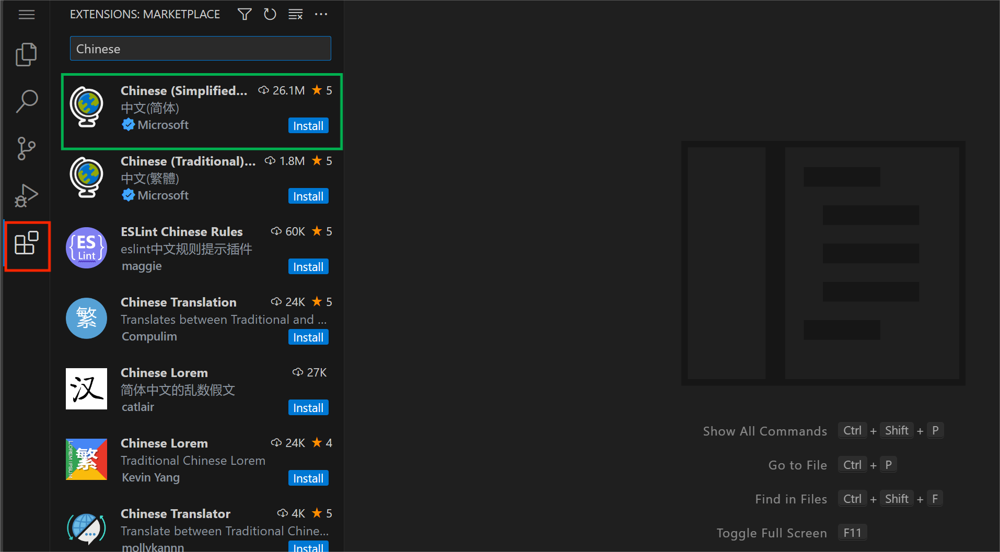 EXTENSIONS: MARKETPLACE
Chinese
Chinese (Simplified... 26.1M 5
中文(简体)
Microsoft Install
Chinese (Traditional)... 1.8M 5
中文(繁體)
Microsoft Install
ESLint Chinese Rules 60K 5
{ES Lint}
eslint中文规则提示插件
maggie Install
Chinese Translation 24K 5
繁
Translates between Traditional and ...
Compulim Install
Chinese Lorem 27K
汉
简体中文的乱数假文
catlair Install
Chinese Lorem 24K 4
LOREM IPSUM
繁
Traditional Chinese Lorem
Kevin Yang Install
Chinese Translator 4K 5
Translate between Traditional Chine...
mollykannn Install
Show All Commands Ctrl + Shift + P
Go to File Ctrl + P
Find in Files Ctrl + Shift + F
Toggle Full Screen F11